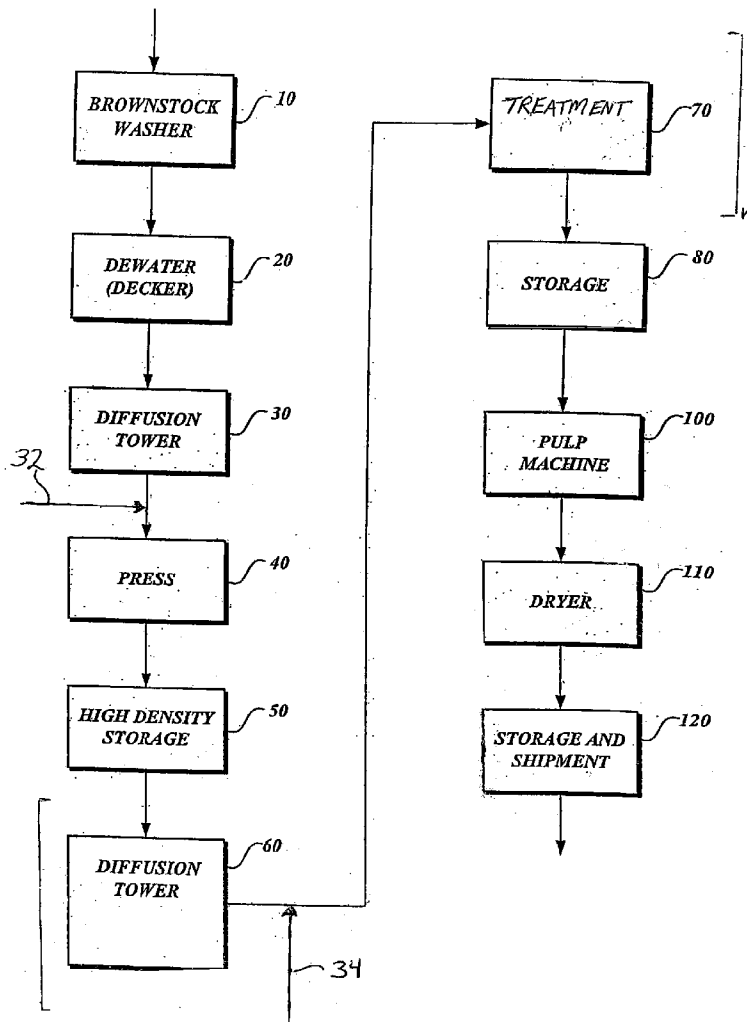 BROWNSTOCK
WASHER
10
DEWATER
(DECKER)
20
DIFFUSION
TOWER
30
32
PRESS
40
HIGH DENSITY
STORAGE
50
DIFFUSION
TOWER
60
34
TREATMENT
70
STORAGE
80
PULP
MACHINE
100
DRYER
110
STORAGE AND
SHIPMENT
120